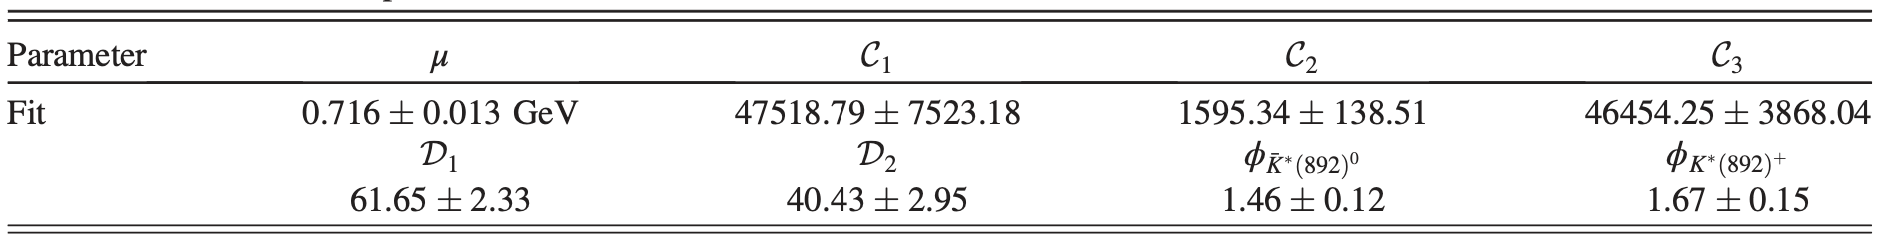 Parameter μ 𝒞₁ 𝒞₂ 𝒞₃
Fit 0.716 ± 0.013 GeV 47518.79 ± 7523.18 1595.34 ± 138.51 46454.25 ± 3868.04
𝒟₁ 𝒟₂ ϕ_{K̄*(892)⁰} ϕ_{K*(892)⁺}
61.65 ± 2.33 40.43 ± 2.95 1.46 ± 0.12 1.67 ± 0.15